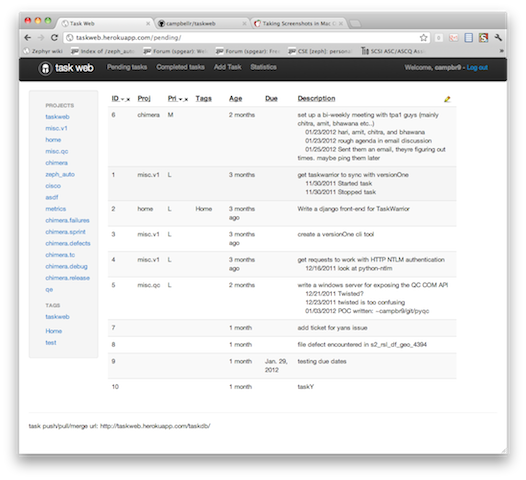 Task Web
campbellr/taskweb
Taking Screenshots in Mac O
taskweb.herokuapp.com/pending/
Zephyr wiki
Index of /zeph_auto
Forum (spgear): Wedg
Forum (spgear): Wedg
CSE [zeph]: persona
SCSI ASC/ASCQ Ass
task web
Pending tasks
Completed tasks
Add Task
Statistics
Welcome, campbr9 - Log out
PROJECTS
taskweb
misc.v1
home
misc.qc
chimera
zeph_auto
cisco
asdf
metrics
chimera.failures
chimera.sprint
chimera.defects
chimera.tc
chimera.debug
chimera.release
qa
TAGS
taskweb
Home
test
ID Proj Pri Tags Age Due Description
6 chimera M 2 months set up a bi-weekly meeting with tpa1 guys (mainly
chitra, amit, bhawana etc..)
01/23/2012 hari, amit, chitra, and bhawana
01/23/2012 rough agenda in email discussion
01/25/2012 Sent them an email, theyre figuring out
times. maybe ping them later
1 misc.v1 L 3 months get taskwarrior to sync with versionOne
11/30/2011 Started task
11/30/2011 Stopped task
2 home L Home 3 months Write a django front-end for TaskWarrior
ago
3 misc.v1 L 3 months create a versionOne cli tool
ago
4 misc.v1 L 3 months get requests to work with HTTP NTLM authentication
ago 12/16/2011 look at python-ntlm
5 misc.qc L 2 months write a windows server for exposing the QC COM API
12/21/2011 Twisted?
12/23/2011 twisted is too confusing
01/03/2012 POC written: ~campbr9/git/pyqc
7 1 month add ticket for yans issue
8 1 month file defect encountered in s2_rsl_df_geo_4394
9 1 month Jan. 29, testing due dates
2012
10 1 month taskY
task push/pull/merge url: http://taskweb.herokuapp.com/taskdb/